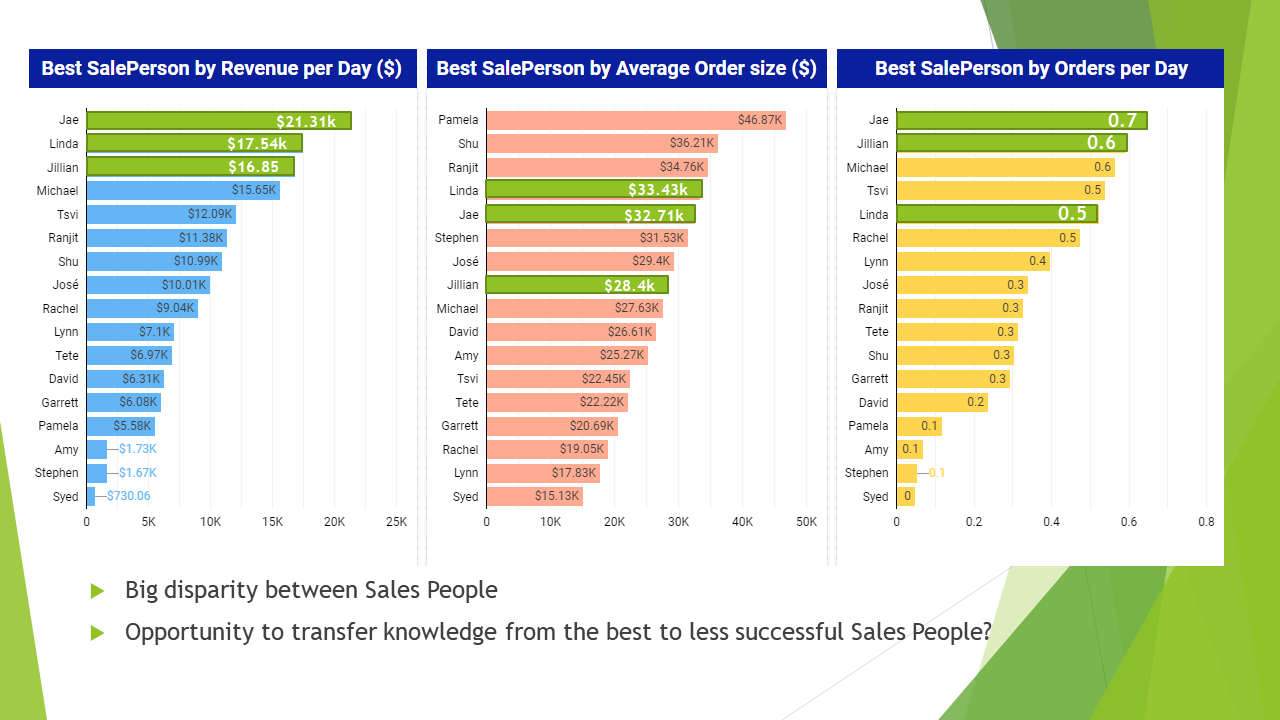 Best SalePerson by Revenue per Day ($)
Jae $21.31k
Linda $17.54k
Jillian $16.85
Michael $15.65K
Tsvi $12.09K
Ranjit $11.38K
Shu $10.99K
José $10.01K
Rachel $9.04K
Lynn $7.1K
Tete $6.97K
David $6.31K
Garrett $6.08K
Pamela $5.58K
Amy $1.73K
Stephen $1.67K
Syed $730.06
0 5K 10K 15K 20K 25K
Best SalePerson by Average Order size ($)
Pamela $46.87K
Shu $36.21K
Ranjit $34.76K
Linda $33.43k
Jae $32.71k
Stephen $31.53K
José $29.4K
Jillian $28.4k
Michael $27.63K
David $26.61K
Amy $25.27K
Tsvi $22.45K
Tete $22.22K
Garrett $20.69K
Rachel $19.05K
Lynn $17.83K
Syed $15.13K
0 10K 20K 30K 40K 50K
Best SalePerson by Orders per Day
Jae 0.7
Jillian 0.6
Michael 0.6
Tsvi 0.5
Linda 0.5
Rachel 0.5
Lynn 0.4
José 0.3
Ranjit 0.3
Tete 0.3
Shu 0.3
Garrett 0.3
David 0.2
Pamela 0.1
Amy 0.1
Stephen 0.1
Syed 0
0 0.2 0.4 0.6 0.8
Big disparity between Sales People
Opportunity to transfer knowledge from the best to less successful Sales People?